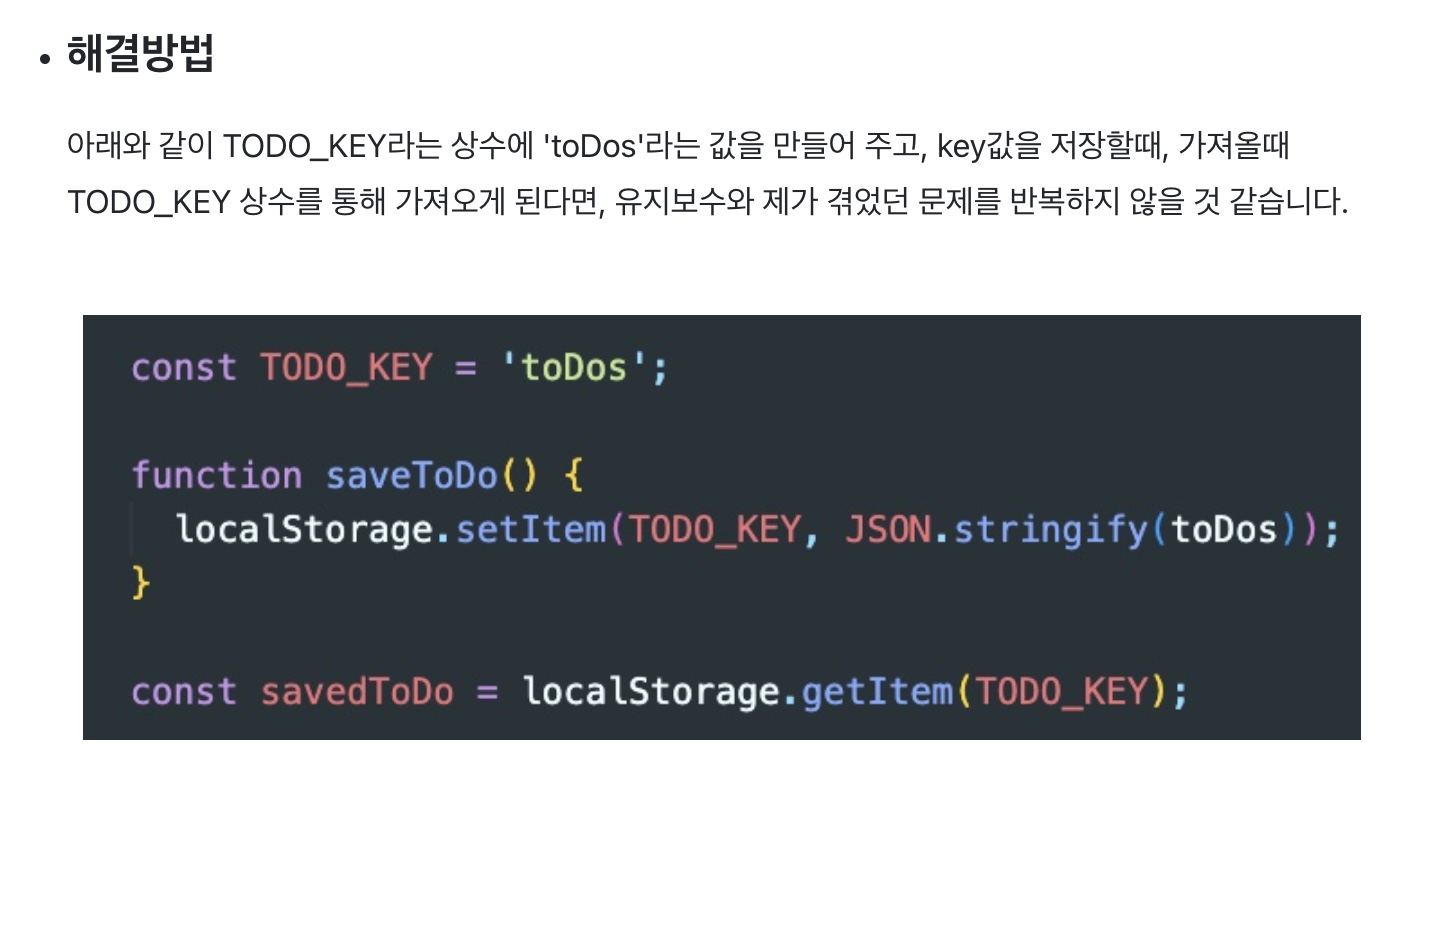 • 해결방법
아래와 같이 TODO_KEY라는 상수에 'toDos'라는 값을 만들어 주고, key값을 저장할때, 가져올때
TODO_KEY 상수를 통해 가져오게 된다면, 유지보수와 제가 겪었던 문제를 반복하지 않을 것 같습니다.
const TODO_KEY = 'toDos';
function saveToDo() {
  localStorage.setItem(TODO_KEY, JSON.stringify(toDos));
}
const savedToDo = localStorage.getItem(TODO_KEY);